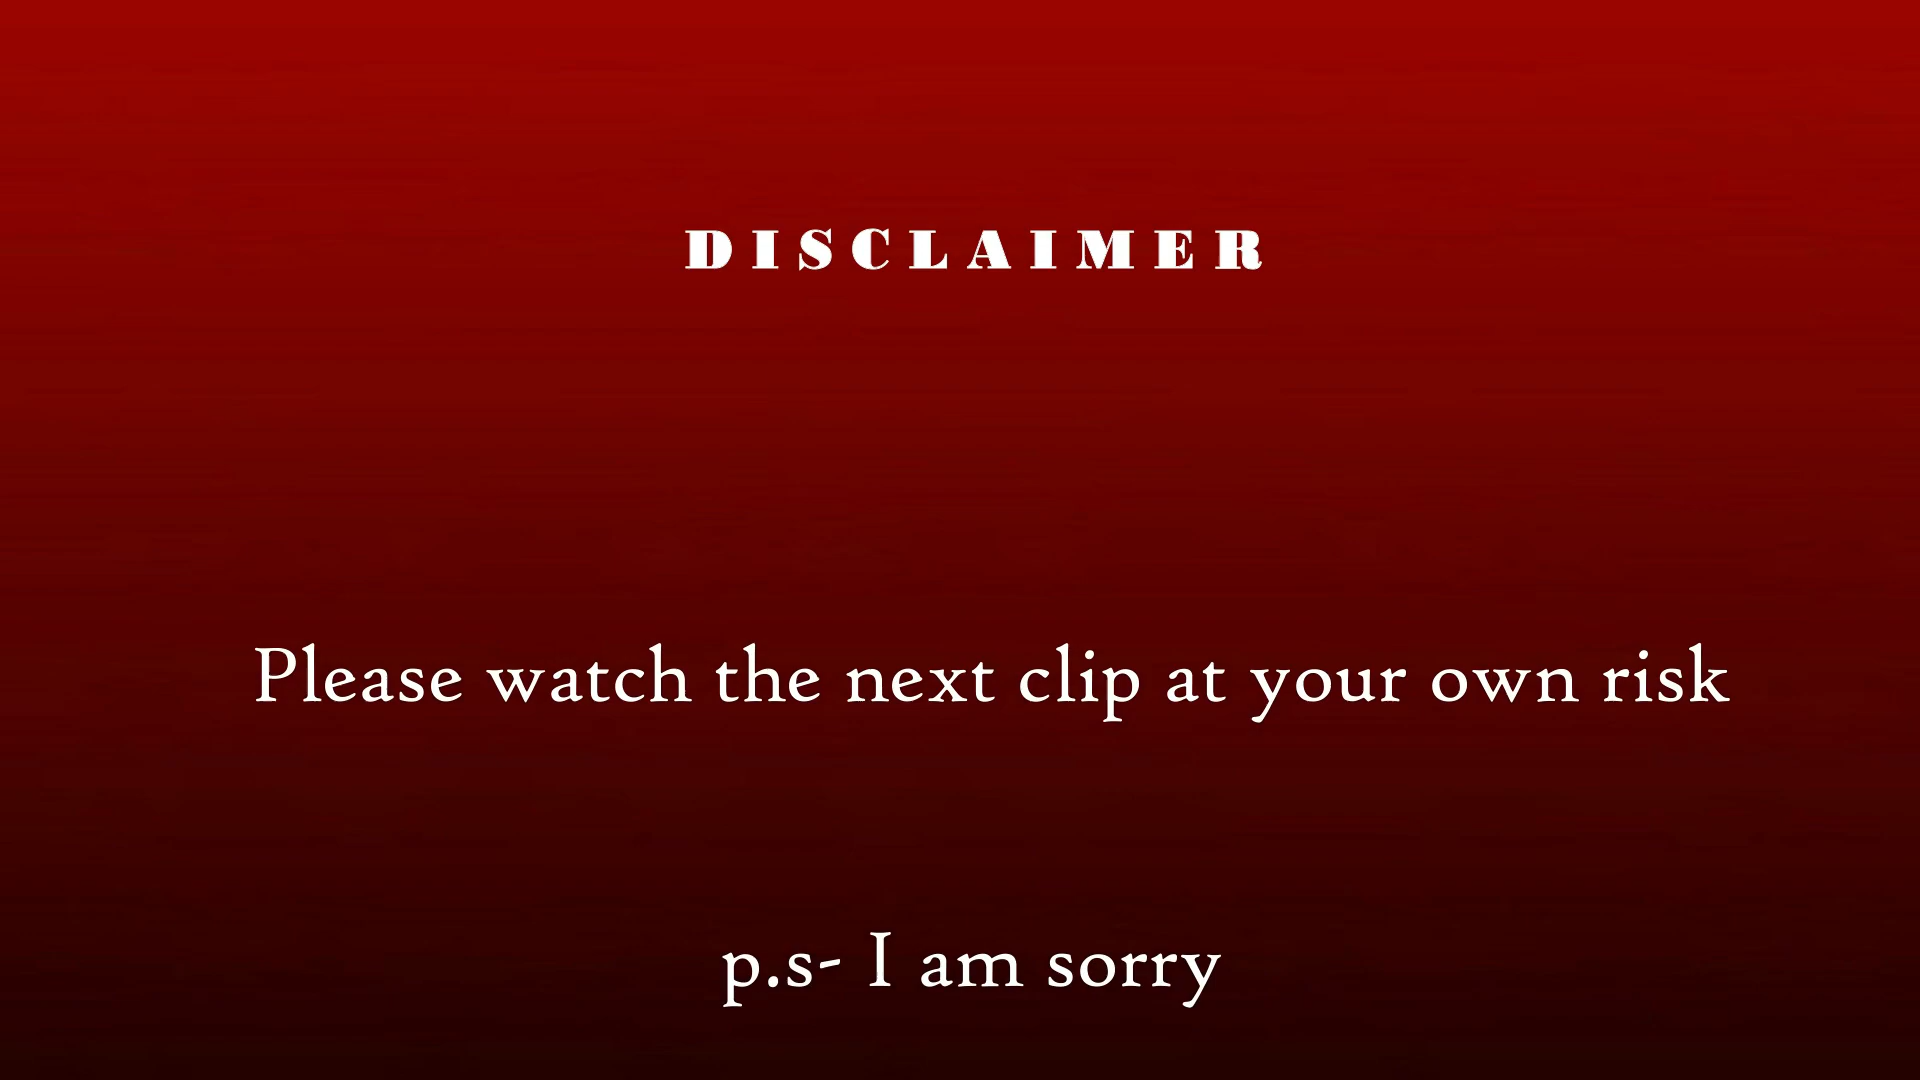 DISCLAIMER
Please watch the next clip at your own risk
p.s- I am sorry